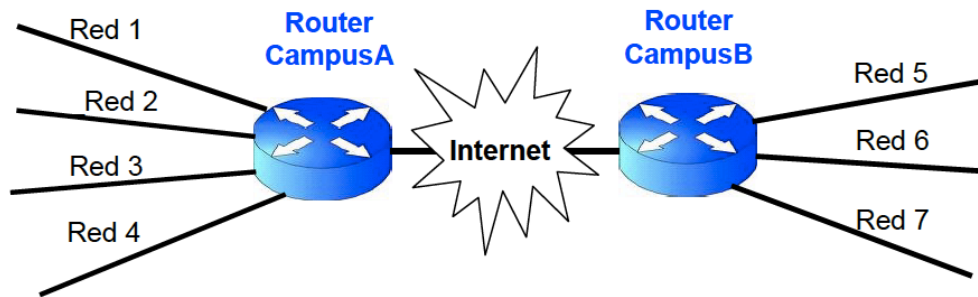 Red 1
Router
CampusA
Router
CampusB
Red 5
Red 2
Internet
Red 6
Red 3
Red 4
Red 7